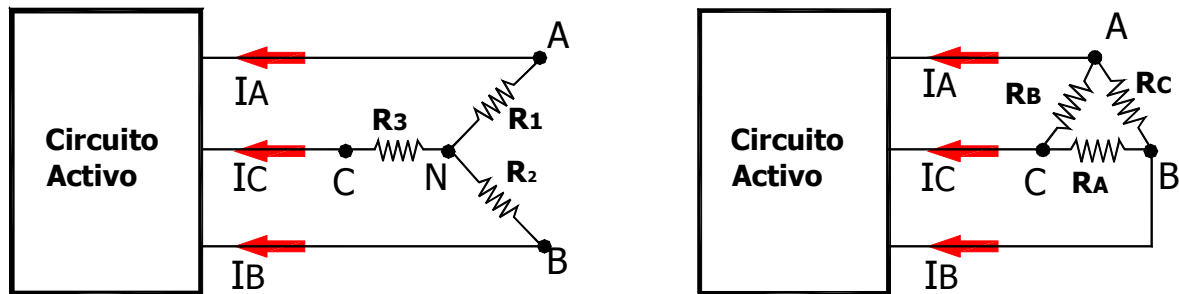 A
IA
R1
R3
Circuito
Activo
IC
C
N
R2
B
IB
A
IA
RB
RC
Circuito
Activo
IC
C
RA
B
IB